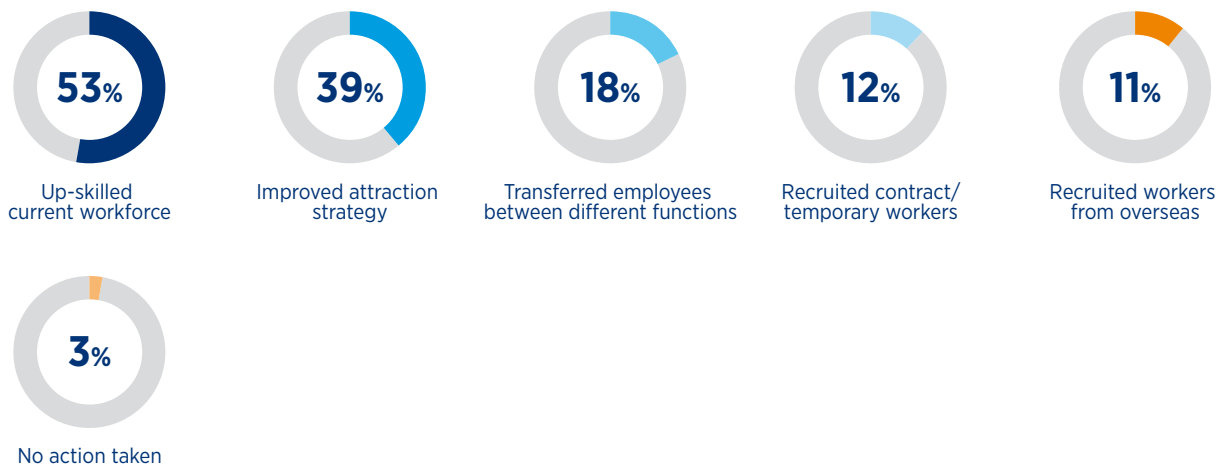 53%
Up-skilled
current workforce
39%
Improved attraction
strategy
18%
Transferred employees
between different functions
12%
Recruited contract/
temporary workers
11%
Recruited workers
from overseas
3%
No action taken